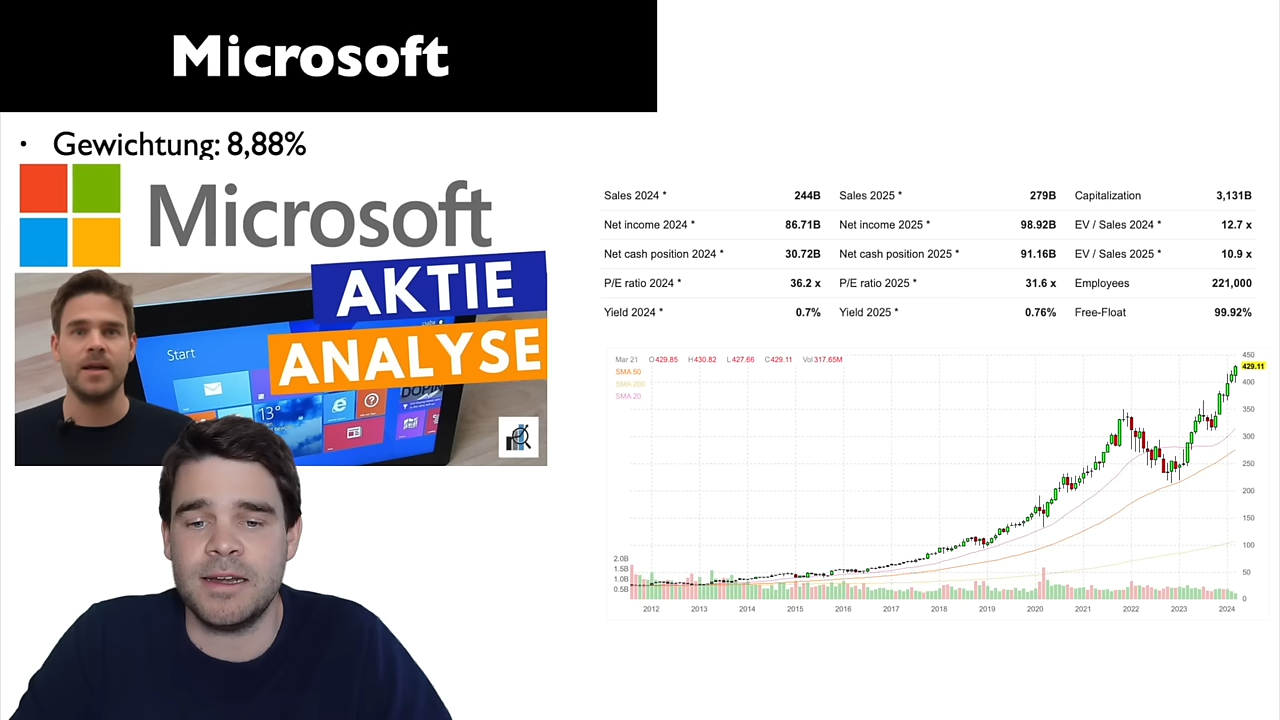 Microsoft
• Gewichtung: 8,88%
Microsoft
AKTIE
ANALYSE
Start
13°
Sales 2024 * 244B Sales 2025 * 279B Capitalization 3,131B
Net income 2024 * 86.71B Net income 2025 * 98.92B EV / Sales 2024 * 12.7 x
Net cash position 2024 * 30.72B Net cash position 2025 * 91.16B EV / Sales 2025 * 10.9 x
P/E ratio 2024 * 36.2 x P/E ratio 2025 * 31.6 x Employees 221,000
Yield 2024 * 0.7% Yield 2025 * 0.76% Free-Float 99.92%
Mar 21 O429.85 H430.82 L427.66 C429.11 Vol317.65M
SMA 50
SMA 200
SMA 20
450
429.11
400
350
300
250
200
150
100
50
0
2.0B
1.5B
1.0B
0.5B
2012 2013 2014 2015 2016 2017 2018 2019 2020 2021 2022 2023 2024